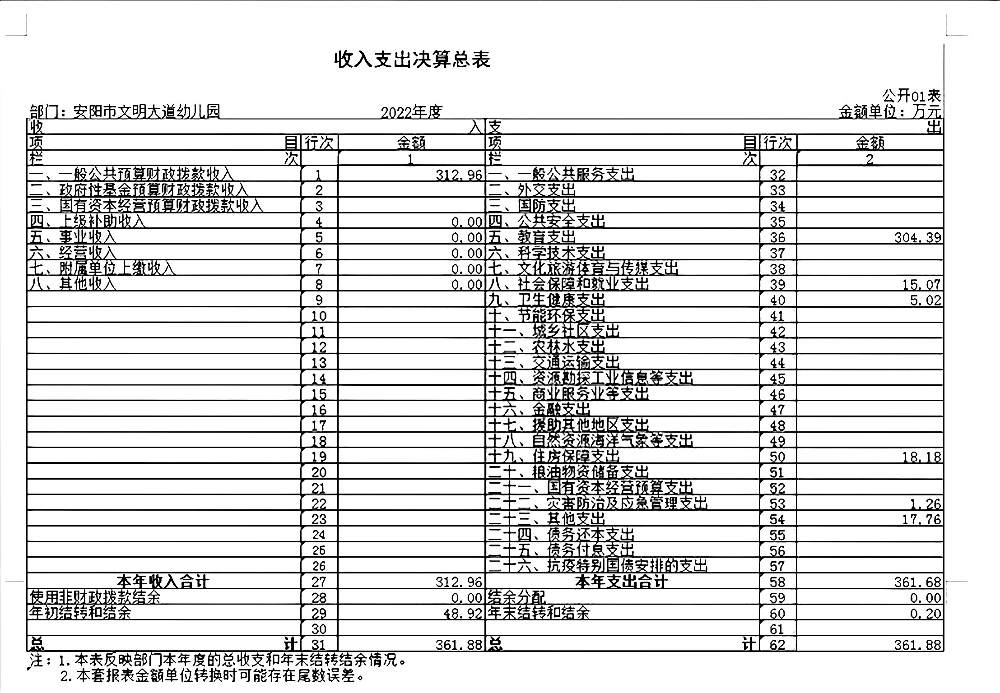 收入支出决算总表
公开01表
部门：安阳市文明大道幼儿园 2022年度 金额单位：万元
收 入 支 出
项 目 行次 金额 项 目 行次 金额
栏 次 1 栏 次 2
一、一般公共预算财政拨款收入 1 312.96 一、一般公共服务支出 32
二、政府性基金预算财政拨款收入 2 二、外交支出 33
三、国有资本经营预算财政拨款收入 3 三、国防支出 34
四、上级补助收入 4 0.00 四、公共安全支出 35
五、事业收入 5 0.00 五、教育支出 36 304.39
六、经营收入 6 0.00 六、科学技术支出 37
七、附属单位上缴收入 7 0.00 七、文化旅游体育与传媒支出 38
八、其他收入 8 0.00 八、社会保障和就业支出 39 15.07
9 九、卫生健康支出 40 5.02
10 十、节能环保支出 41
11 十一、城乡社区支出 42
12 十二、农林水支出 43
13 十三、交通运输支出 44
14 十四、资源勘探工业信息等支出 45
15 十五、商业服务业等支出 46
16 十六、金融支出 47
17 十七、援助其他地区支出 48
18 十八、自然资源海洋气象等支出 49
19 十九、住房保障支出 50 18.18
20 二十、粮油物资储备支出 51
21 二十一、国有资本经营预算支出 52
22 二十二、灾害防治及应急管理支出 53 1.26
23 二十三、其他支出 54 17.76
24 二十四、债务还本支出 55
25 二十五、债务付息支出 56
26 二十六、抗疫特别国债安排的支出 57
本年收入合计 27 312.96 本年支出合计 58 361.68
使用非财政拨款结余 28 0.00 结余分配 59 0.00
年初结转和结余 29 48.92 年末结转和结余 60 0.20
30 61
总 计 31 361.88 总 计 62 361.88
注：1.本表反映部门本年度的总收支和年末结转结余情况。
2.本套报表金额单位转换时可能存在尾数误差。